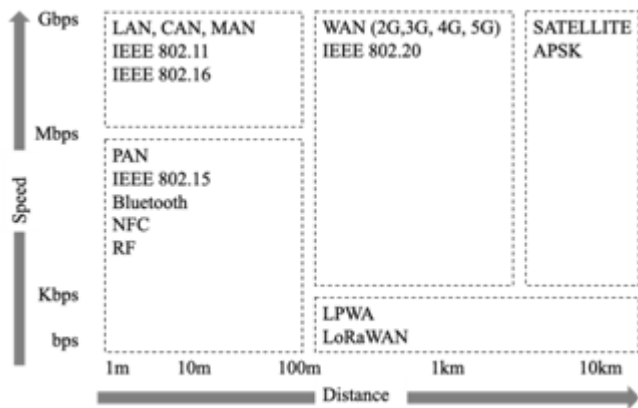 Gbps
LAN, CAN, MAN
IEEE 802.11
IEEE 802.16
WAN (2G,3G, 4G, 5G)
IEEE 802.20
SATELLITE
APSK
Mbps
PAN
IEEE 802.15
Bluetooth
NFC
RF
Speed
Kbps
bps
LPWA
LoRaWAN
1m
10m
100m
1km
10km
Distance